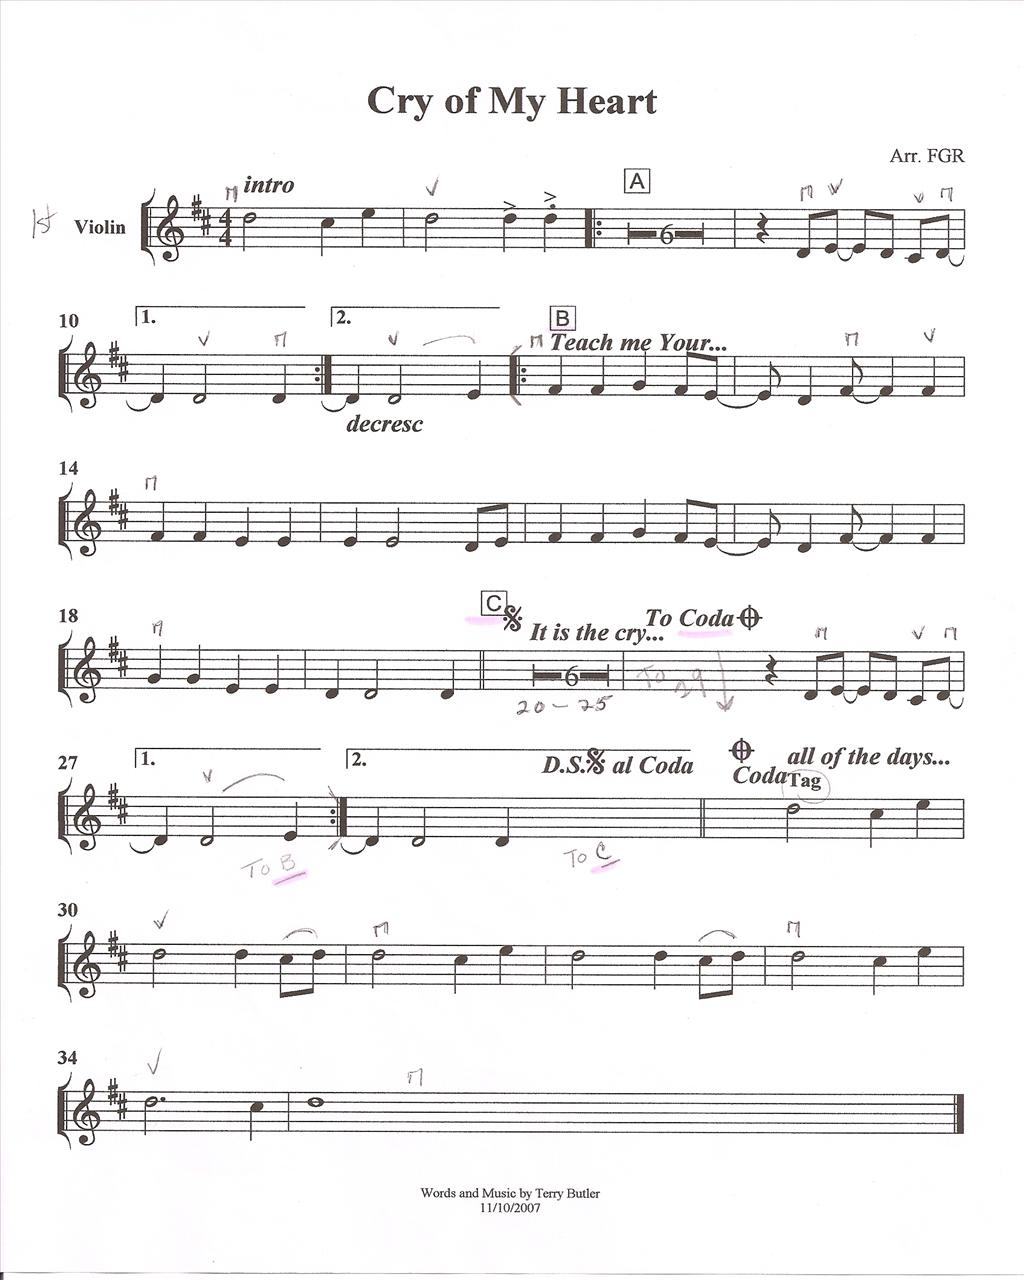 Cry of My Heart
Arr. FGR
intro
A
1st Violin
4
4
6
10
1.
2.
B
Teach me Your...
decresc
14
18
C
It is the cry...
To Coda
6
To 29
20 - 25
27
1.
2.
D.S. al Coda
Coda
Tag
all of the days...
To B
To C
30
34
Words and Music by Terry Butler
11/10/2007